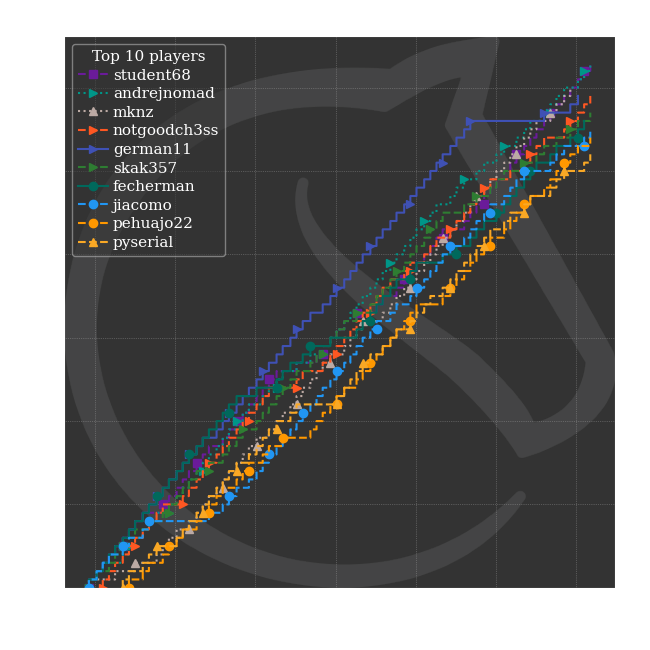 Top 10 players
student68
andrejnomad
mknz
notgoodch3ss
german11
skak357
fecherman
jiacomo
pehuajo22
pyserial